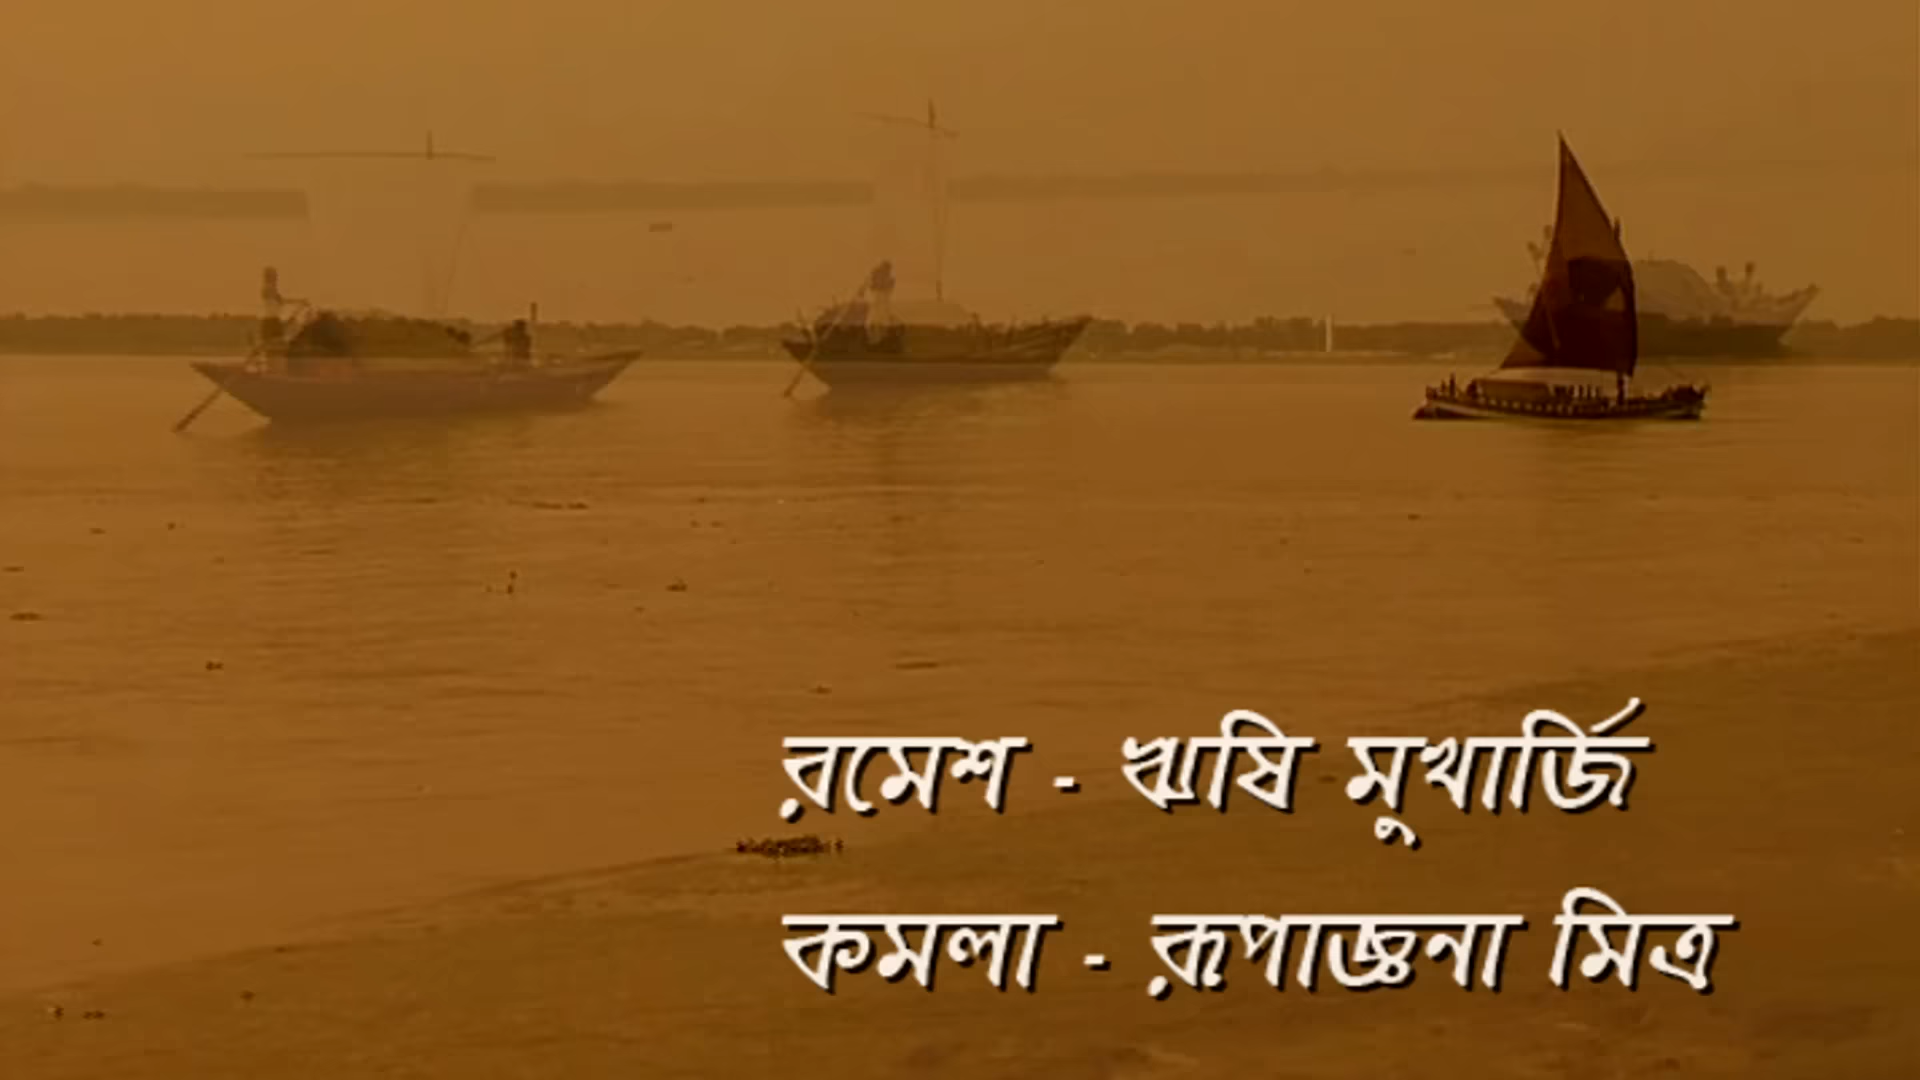 রমেশ - ঋষি মুখার্জি
কমলা - রূপাঞ্জনা মিত্র